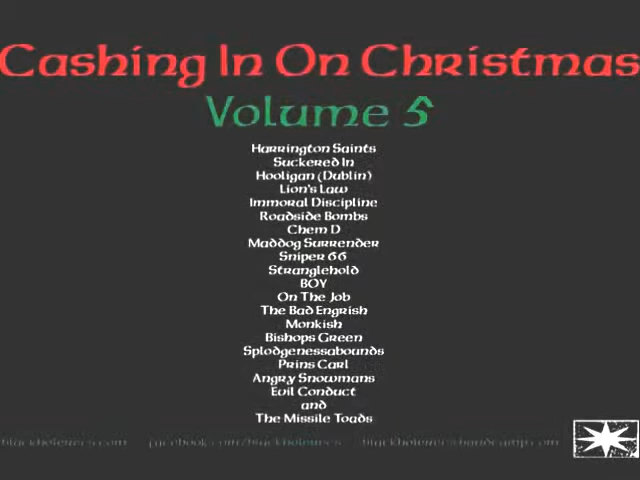 Cashing In On Christmas
Volume 5
Harrington Saints
Suckered In
Hooligan (Dublin)
Lion's Law
Immoral Discipline
Roadside Bombs
Chem D
Maddog Surrender
Sniper 66
Stranglehold
BOY
On The Job
The Bad Engrish
Monkish
Bishops Green
Splodgenessabounds
Prins Carl
Angry Snowmans
Evil Conduct
and
The Missile Toads